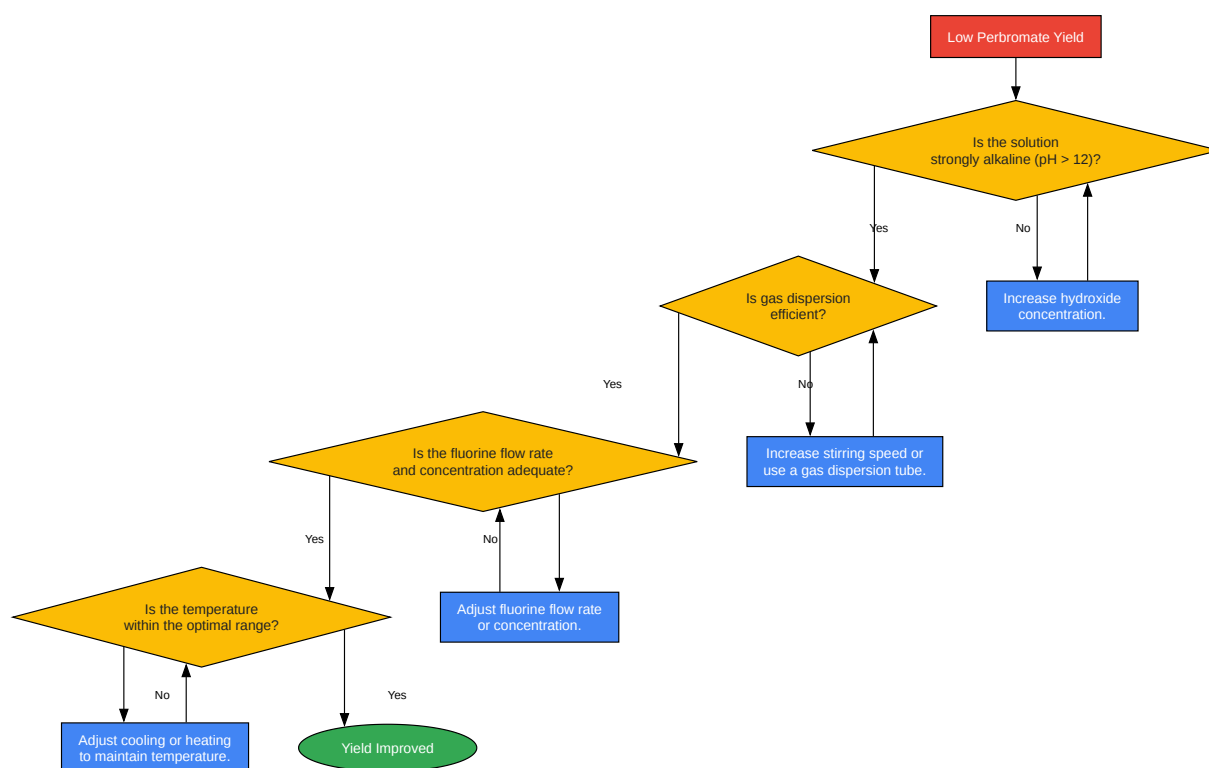 Low Perbromate Yield
Is the solution
strongly alkaline (pH > 12)?
Yes
No
Increase hydroxide
concentration.
Is gas dispersion
efficient?
Yes
No
Increase stirring speed or
use a gas dispersion tube.
Is the fluorine flow rate
and concentration adequate?
Yes
No
Adjust fluorine flow rate
or concentration.
Is the temperature
within the optimal range?
No
Yes
Adjust cooling or heating
to maintain temperature.
Yield Improved